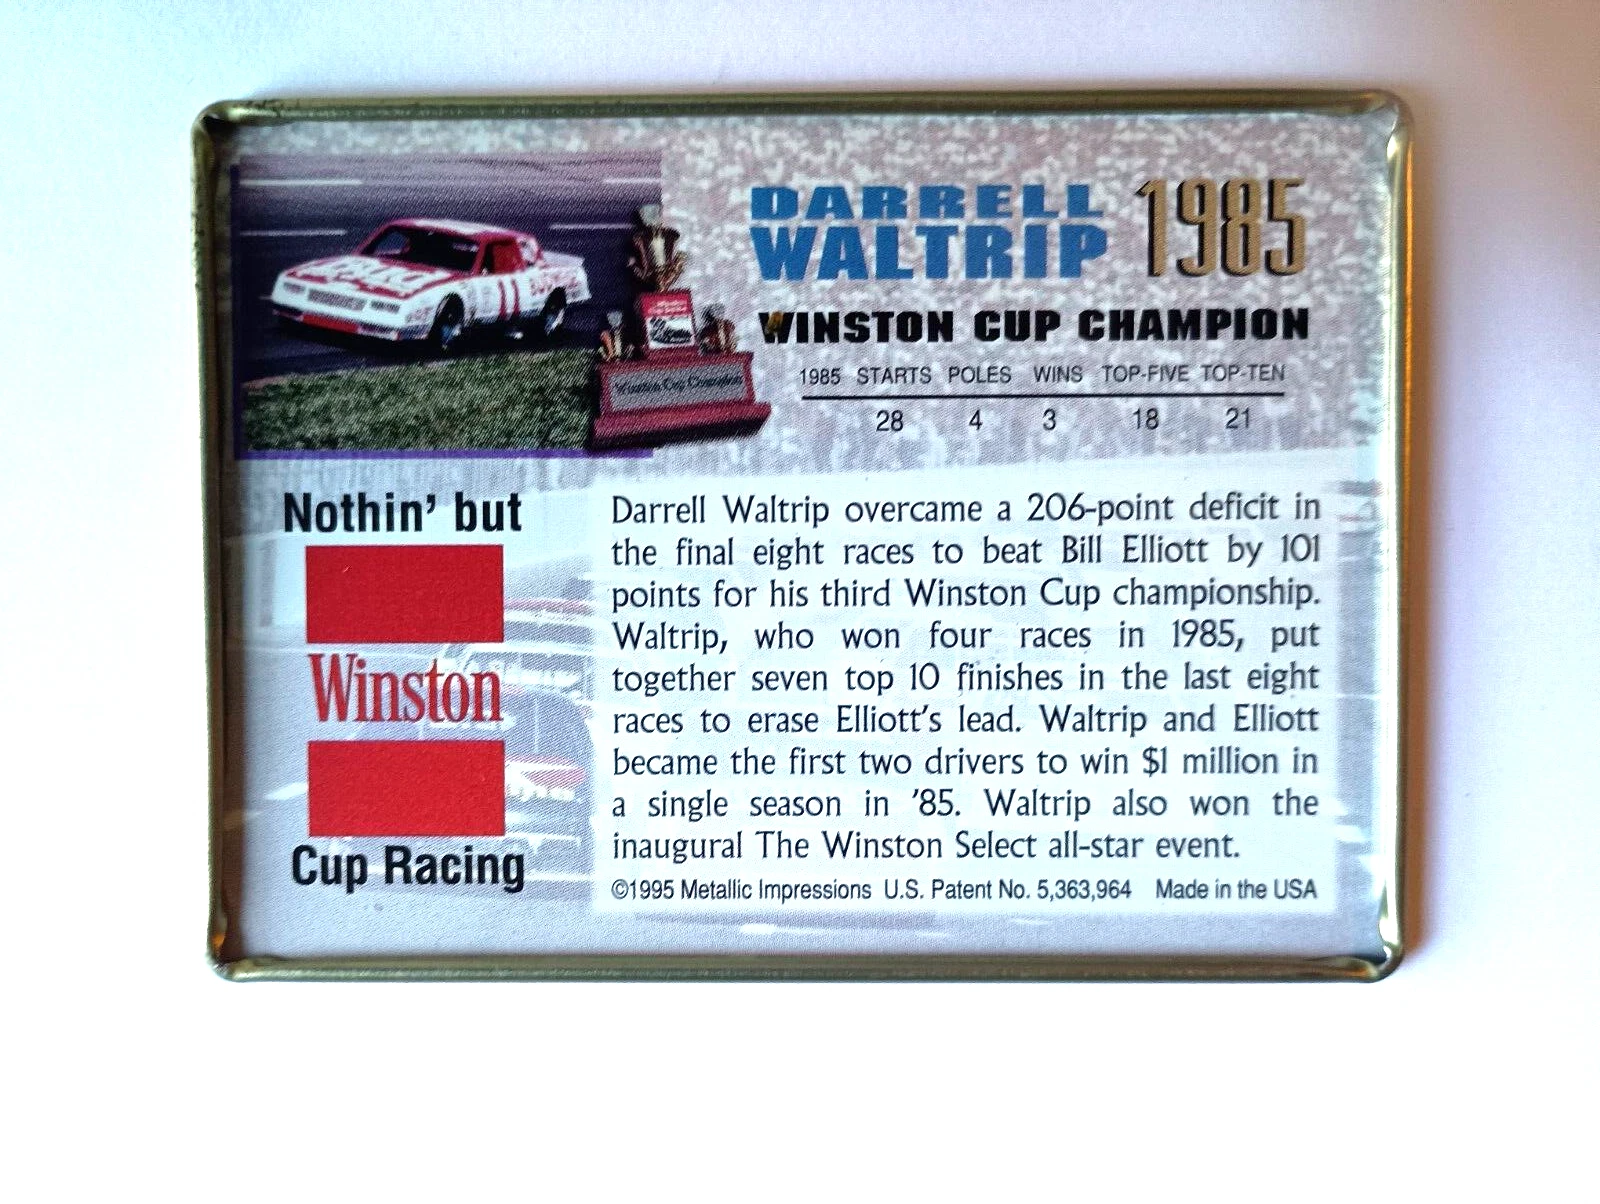 DARRELL
WALTRIP
1985
WINSTON CUP CHAMPION
1985 STARTS POLES WINS TOP-FIVE TOP-TEN
28 4 3 18 21
11
Winston Cup Champion
Nothin' but
Winston
Cup Racing
Darrell Waltrip overcame a 206-point deficit in
the final eight races to beat Bill Elliott by 101
points for his third Winston Cup championship.
Waltrip, who won four races in 1985, put
together seven top 10 finishes in the last eight
races to erase Elliott's lead. Waltrip and Elliott
became the first two drivers to win $1 million in
a single season in '85. Waltrip also won the
inaugural The Winston Select all-star event.
©1995 Metallic Impressions U.S. Patent No. 5,363,964 Made in the USA